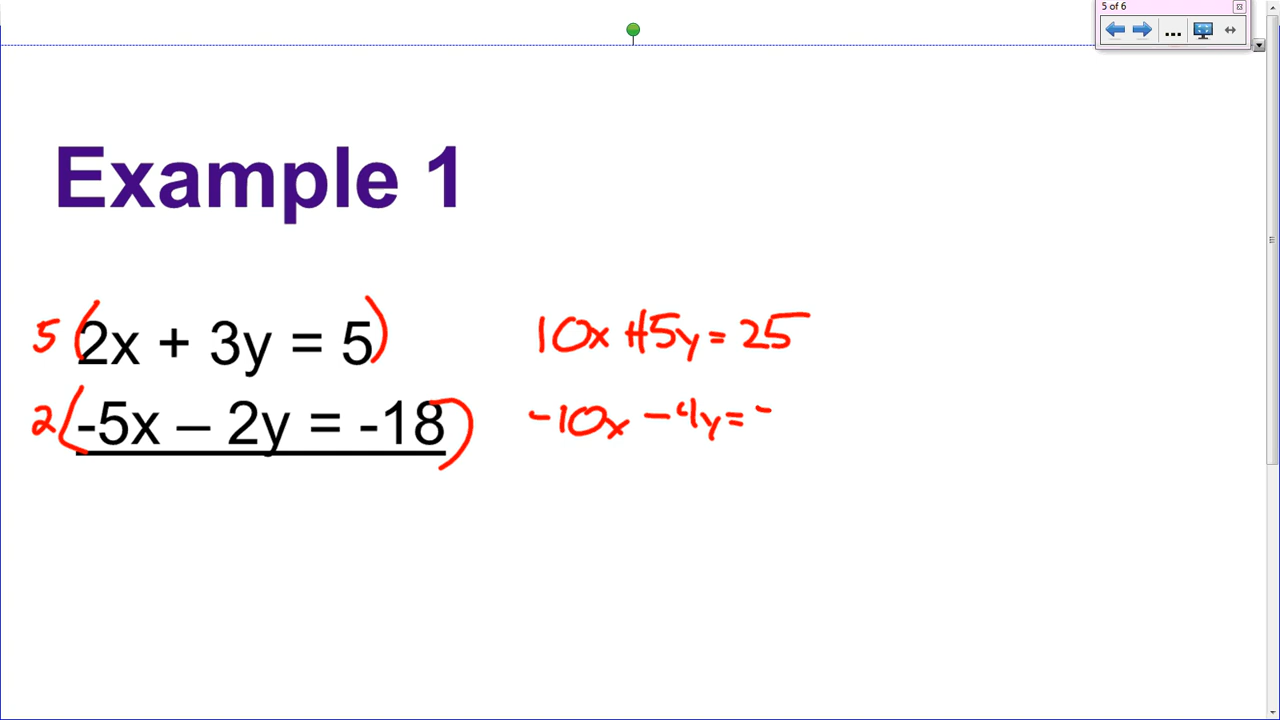 5 of 6
...
Example 1
5 (2x + 3y = 5)
10x +15y = 25
2 (-5x – 2y = -18)
-10x - 4y = -